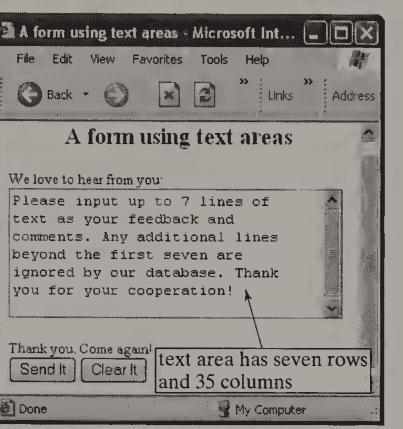 A form using text areas - Microsoft Int...
File Edit View Favorites Tools Help
Back » Links » Address
A form using text areas
We love to hear from you:
Please input up to 7 lines of
text as your feedback and
comments. Any additional lines
beyond the first seven are
ignored by our database. Thank
you for your cooperation!
Thank you, Come again!
Send It Clear It
text area has seven rows
and 35 columns
Done My Computer